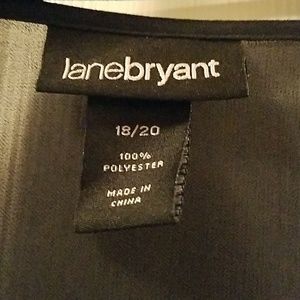 lanebryant
18/20
100%
POLYESTER
MADE IN
CHINA